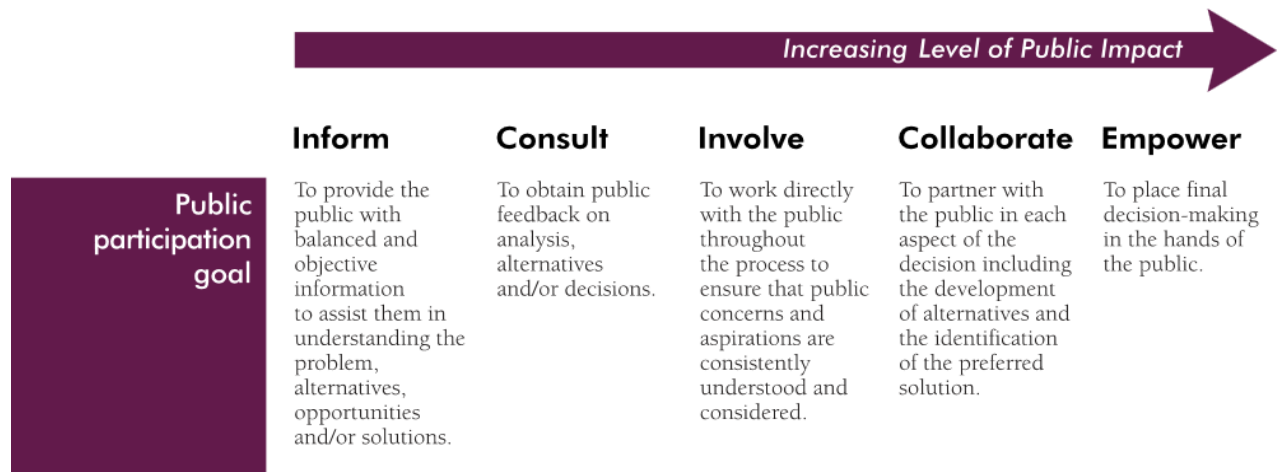 Increasing Level of Public Impact
Inform
Consult
Involve
Collaborate
Empower
Public
participation
goal
To provide the
public with
balanced and
objective
information
to assist them in
understanding the
problem,
alternatives,
opportunities
and/or solutions.
To obtain public
feedback on
analysis,
alternatives
and/or decisions.
To work directly
with the public
throughout
the process to
ensure that public
concerns and
aspirations are
consistently
understood and
considered.
To partner with
the public in each
aspect of the
decision including
the development
of alternatives and
the identification
of the preferred
solution.
To place final
decision-making
in the hands of
the public.